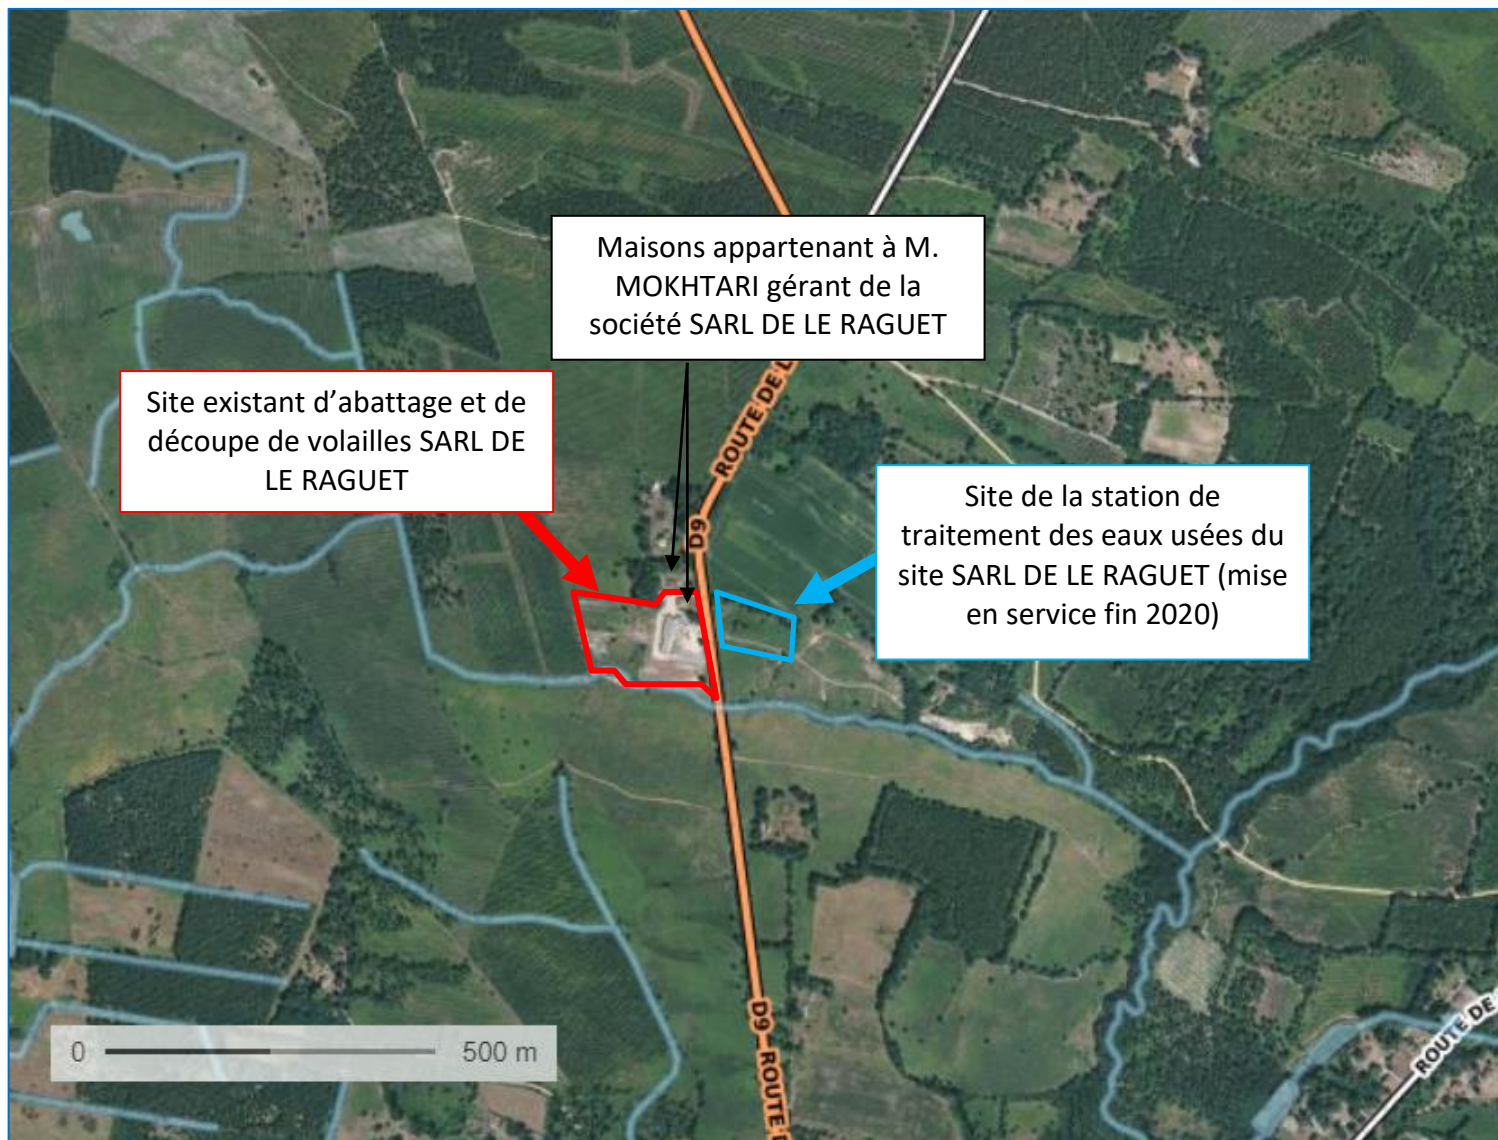 Maisons appartenant à M.
MOKHTARI gérant de la
société SARL DE LE RAGUET
Site existant d’abattage et de
découpe de volailles SARL DE
LE RAGUET
Site de la station de
traitement des eaux usées du
site SARL DE LE RAGUET (mise
en service fin 2020)
ROUTE DE
D9
D9 ROUTE
ROUTE DE
0 500 m